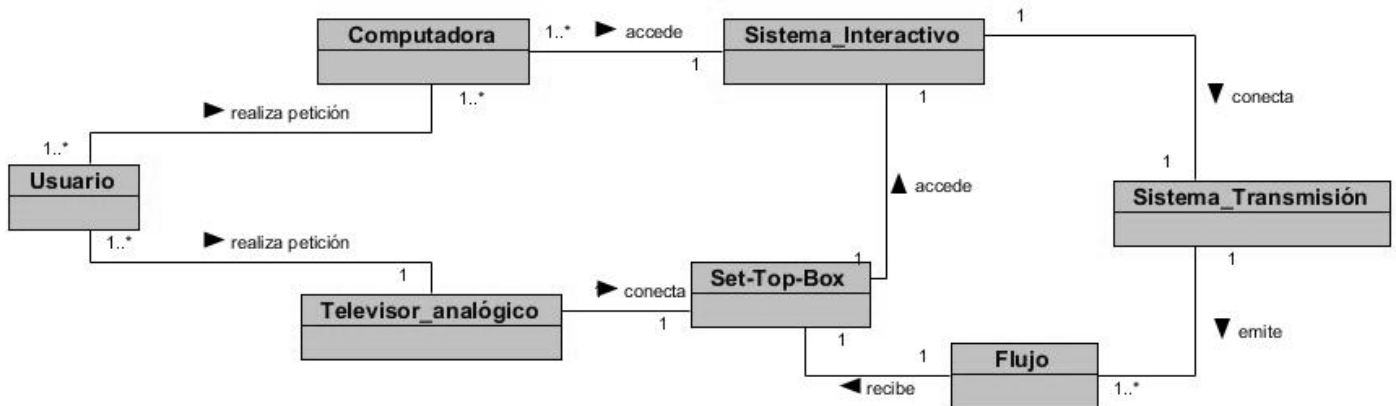 1
Computadora
1..*
accede
Sistema_Interactivo
1
1..*
1
realiza petición
conecta
1..*
1
Usuario
accede
Sistema_Transmisión
1..*
realiza petición
1
1
1
Set-Top-Box
conecta
Televisor_analógico
1
1
emite
1
Flujo
recibe
1..*